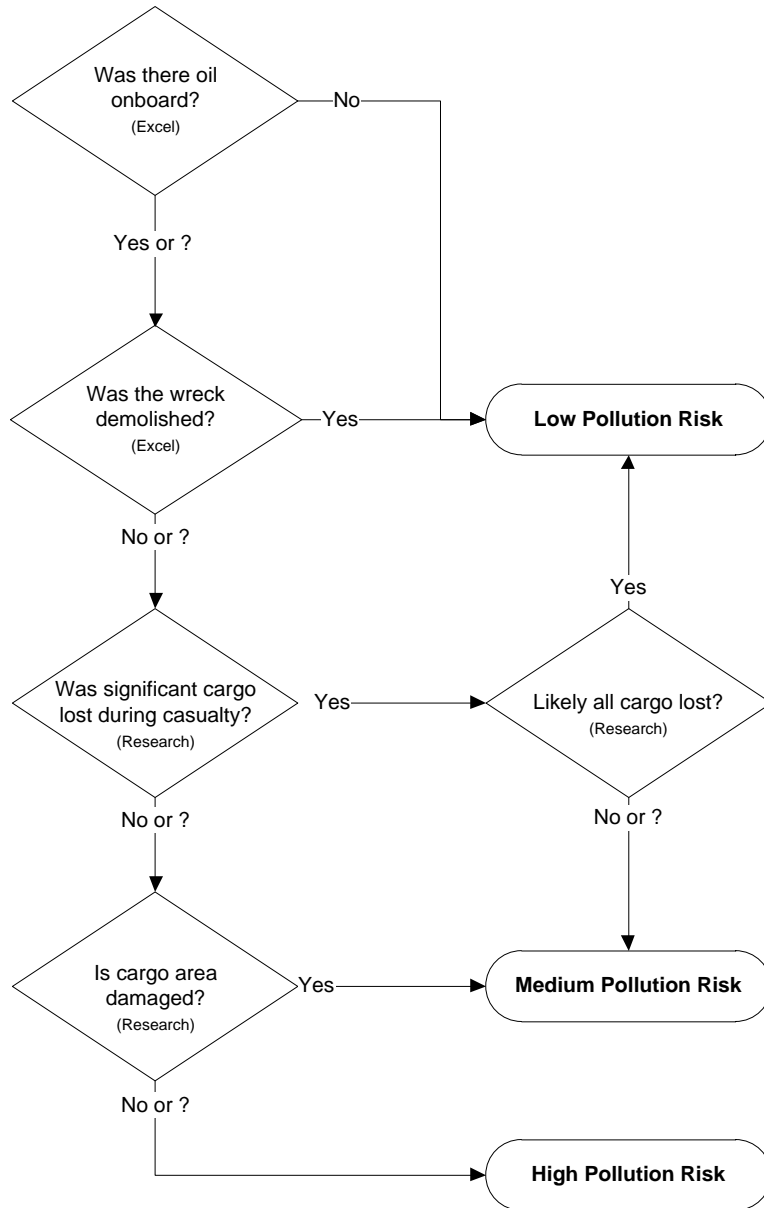 Was there oil
onboard?
(Excel)
No
Yes or ?
Was the wreck
demolished?
(Excel)
Yes
Low Pollution Risk
No or ?
Yes
Was significant cargo
lost during casualty?
(Research)
Yes
Likely all cargo lost?
(Research)
No or ?
No or ?
Is cargo area
damaged?
(Research)
Yes
Medium Pollution Risk
No or ?
High Pollution Risk